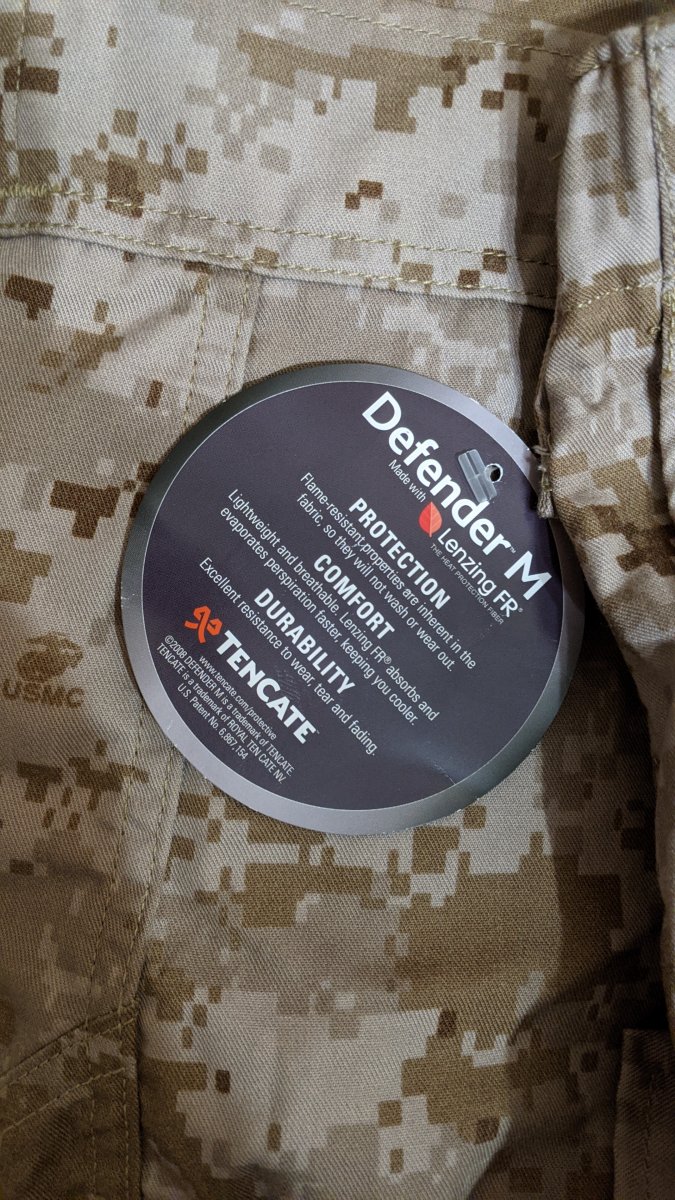 Defender™ M
Made with Lenzing FR®
THE HEAT PROTECTION FIBER
PROTECTION
Flame-resistant properties are inherent in the
fabric, so they will not wash or wear out.
COMFORT
Lightweight and breathable. Lenzing FR® absorbs and
evaporates perspiration faster, keeping you cooler.
DURABILITY
Excellent resistance to wear, tear and fading.
TENCATE
www.tencate.com/protective
©2008 DEFENDER M is a trademark of TENCATE
TENCATE is a trademark of ROYAL TEN CATE NV.
U.S. Patent No. 6,867,154
USMC